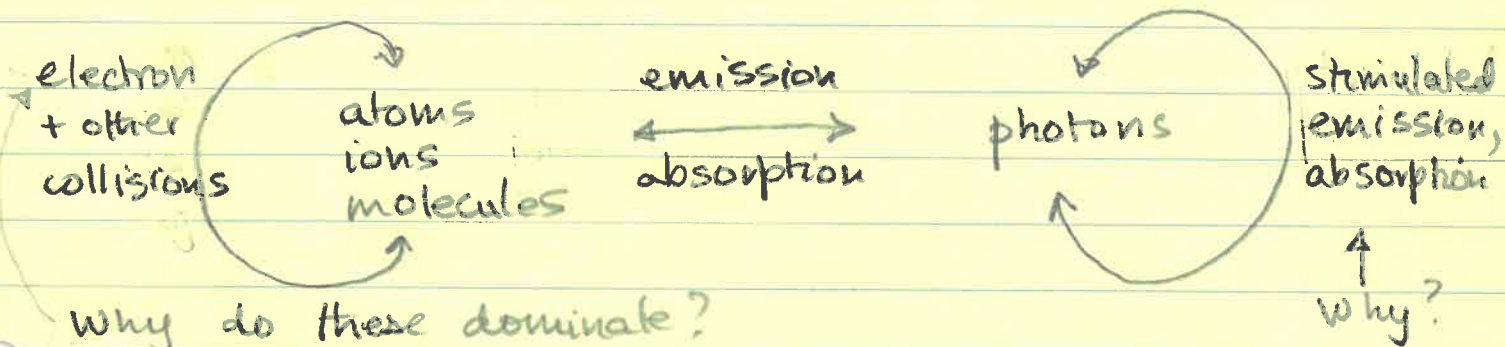 electron
+ other
collisions
atoms
ions
molecules
emission
absorption
photons
stimulated
emission,
absorption
Why do these dominate?
Why?